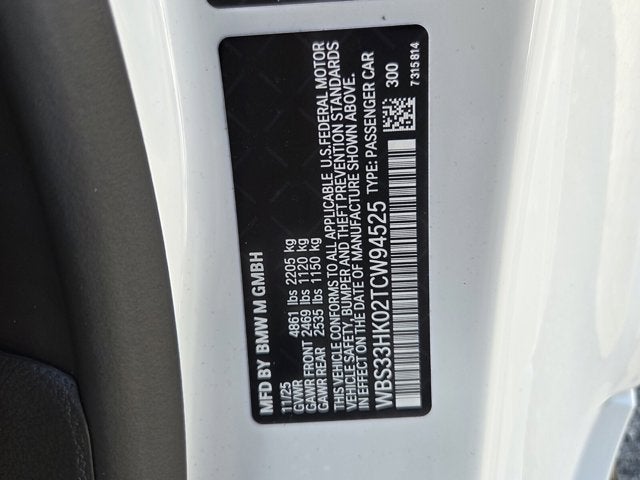 MFD BY BMW M GMBH
11/25
GVWR 4861 lbs 2205 kg
GAWR FRONT 2469 lbs 1120 kg
GAWR REAR 2535 lbs 1150 kg
THIS VEHICLE CONFORMS TO ALL APPLICABLE U.S.FEDERAL MOTOR
VEHICLE SAFETY, BUMPER AND THEFT PREVENTION STANDARDS
IN EFFECT ON THE DATE OF MANUFACTURE SHOWN ABOVE.
WBS33HK02TCW94525 TYPE: PASSENGER CAR
300
7315814